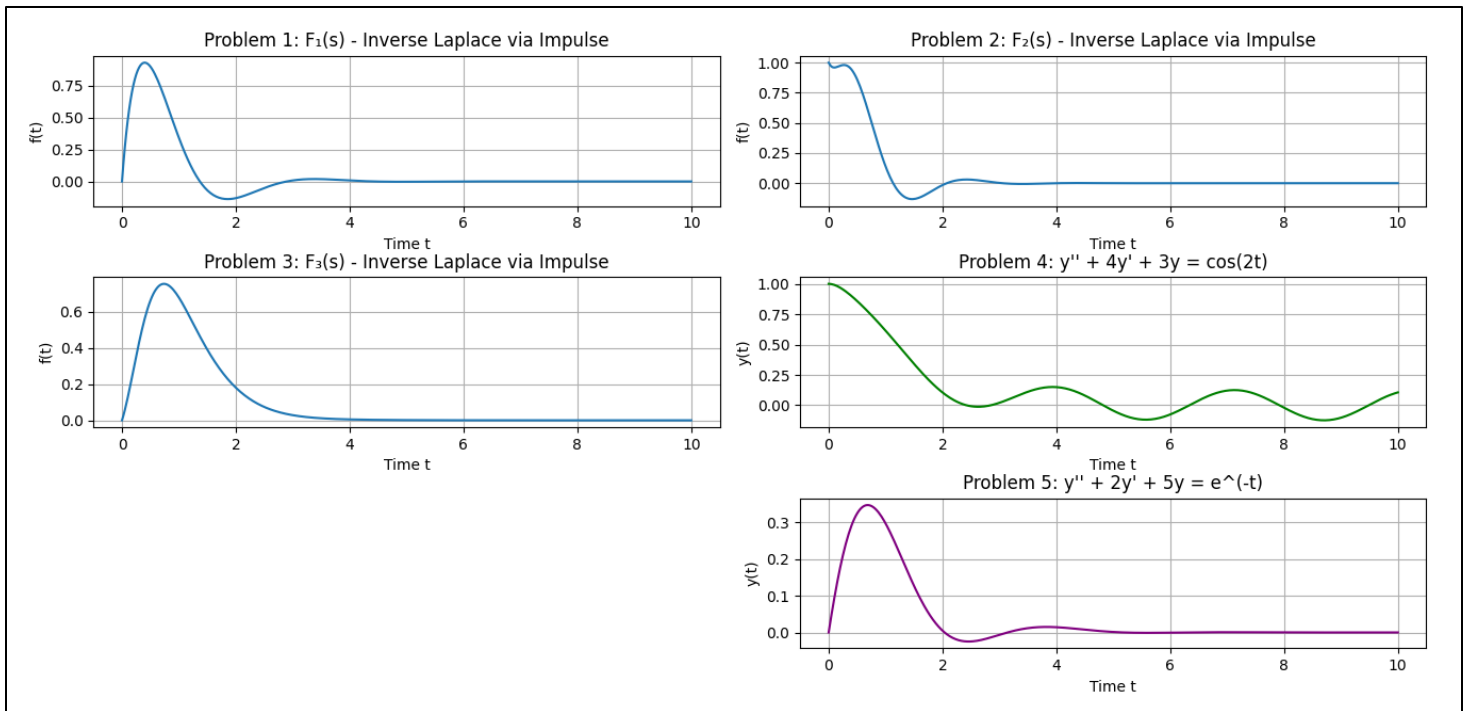 Problem 1: F₁(s) - Inverse Laplace via Impulse
f(t)
0.75
0.50
0.25
0.00
0 2 4 6 8 10
Time t
Problem 2: F₂(s) - Inverse Laplace via Impulse
f(t)
1.00
0.75
0.50
0.25
0.00
0 2 4 6 8 10
Time t
Problem 3: F₃(s) - Inverse Laplace via Impulse
f(t)
0.6
0.4
0.2
0.0
0 2 4 6 8 10
Time t
Problem 4: y'' + 4y' + 3y = cos(2t)
y(t)
1.00
0.75
0.50
0.25
0.00
0 2 4 6 8 10
Time t
Problem 5: y'' + 2y' + 5y = e^(-t)
y(t)
0.3
0.2
0.1
0.0
0 2 4 6 8 10
Time t